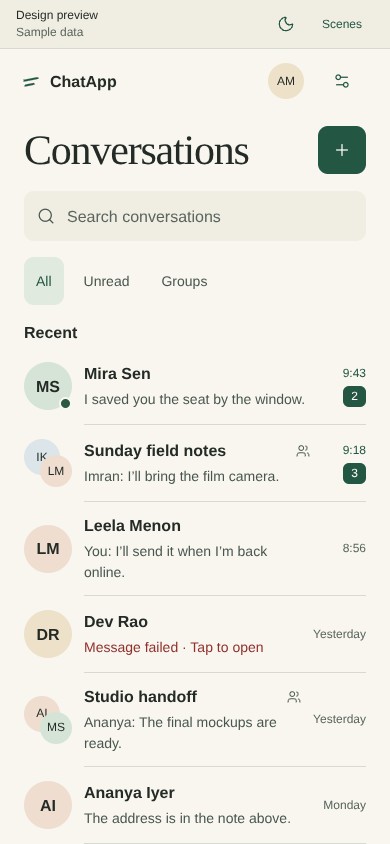 Design preview
Sample data
Scenes
ChatApp
AM
Conversations
Search conversations
All
Unread
Groups
Recent
MS
Mira Sen
9:43
I saved you the seat by the window.
2
IK
LM
Sunday field notes
9:18
Imran: I’ll bring the film camera.
3
LM
Leela Menon
You: I’ll send it when I’m back
online.
8:56
DR
Dev Rao
Message failed · Tap to open
Yesterday
AI
MS
Studio handoff
Ananya: The final mockups are
ready.
Yesterday
AI
Ananya Iyer
The address is in the note above.
Monday